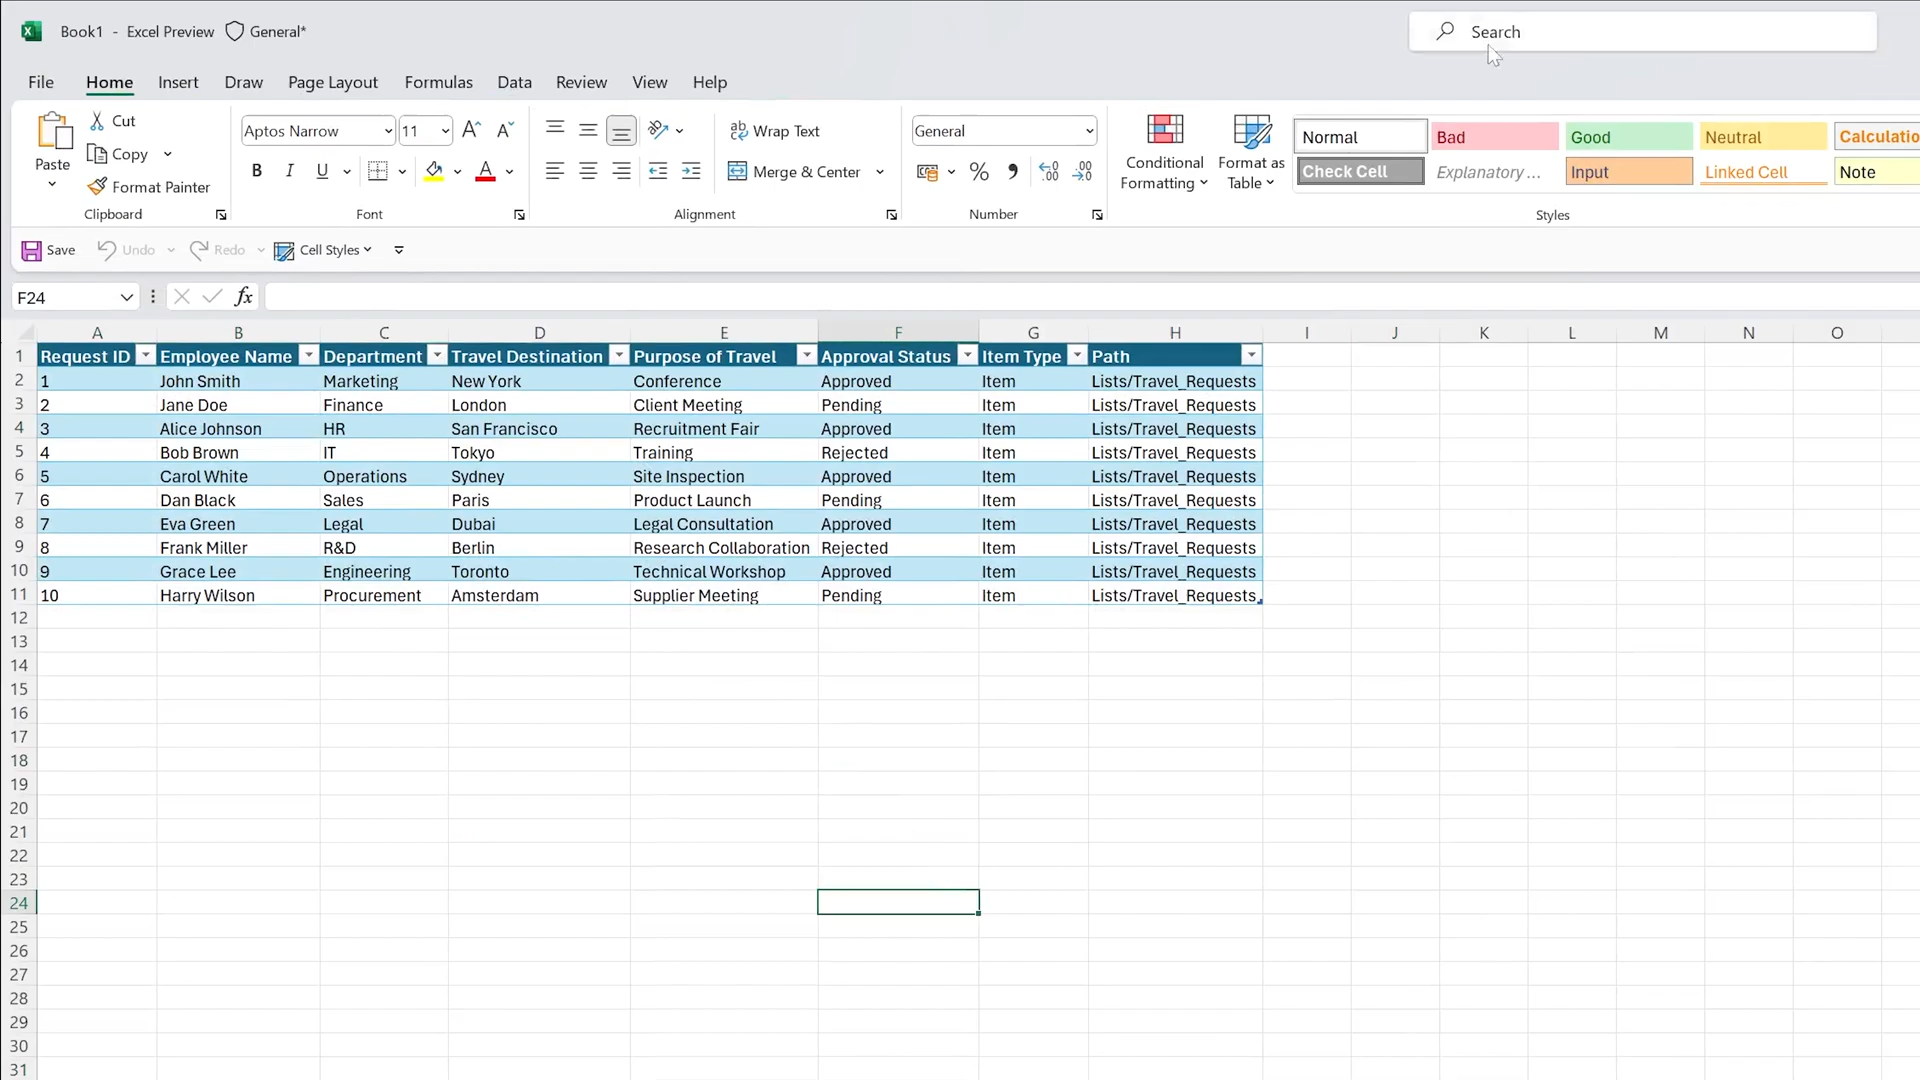 Book1 - Excel Preview General* Search
File Home Insert Draw Page Layout Formulas Data Review View Help
Paste Cut Copy Format Painter
Clipboard
Aptos Narrow 11 A A
B I U A
Font
Wrap Text
Merge & Center
Alignment
General
% 9
Number
Conditional Formatting
Format as Table
Normal Bad Good Neutral Calculatio
Check Cell Explanatory ... Input Linked Cell Note
Styles
Save Undo Redo Cell Styles
F24 fx
A B C D E F G H I J K L M N O
1 Request ID Employee Name Department Travel Destination Purpose of Travel Approval Status Item Type Path
2 1 John Smith Marketing New York Conference Approved Item Lists/Travel_Requests
3 2 Jane Doe Finance London Client Meeting Pending Item Lists/Travel_Requests
4 3 Alice Johnson HR San Francisco Recruitment Fair Approved Item Lists/Travel_Requests
5 4 Bob Brown IT Tokyo Training Rejected Item Lists/Travel_Requests
6 5 Carol White Operations Sydney Site Inspection Approved Item Lists/Travel_Requests
7 6 Dan Black Sales Paris Product Launch Pending Item Lists/Travel_Requests
8 7 Eva Green Legal Dubai Legal Consultation Approved Item Lists/Travel_Requests
9 8 Frank Miller R&D Berlin Research Collaboration Rejected Item Lists/Travel_Requests
10 9 Grace Lee Engineering Toronto Technical Workshop Approved Item Lists/Travel_Requests
11 10 Harry Wilson Procurement Amsterdam Supplier Meeting Pending Item Lists/Travel_Requests
12
13
14
15
16
17
18
19
20
21
22
23
24
25
26
27
28
29
30
31